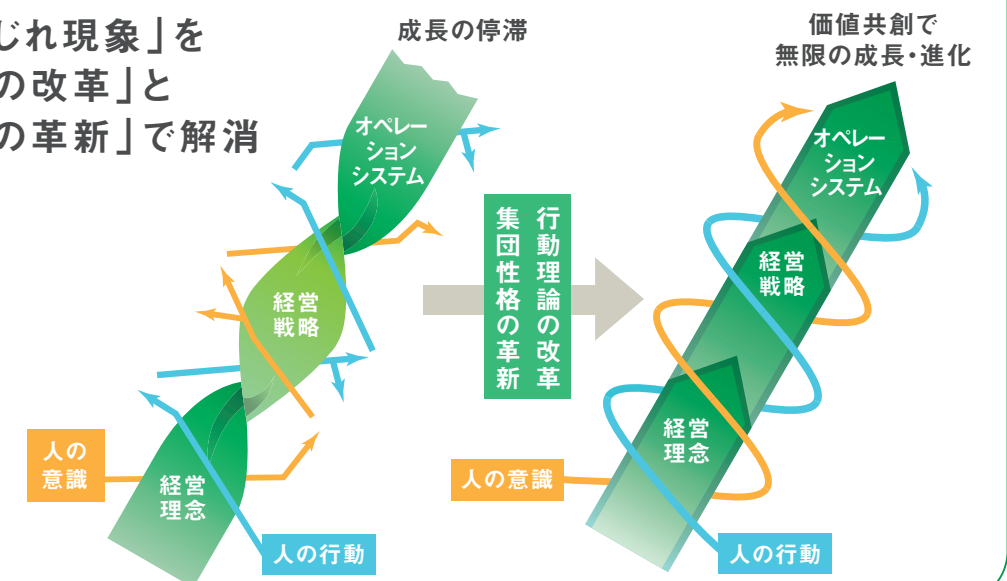 じれ現象」を
の改革」と
の革新」で解消
成長の停滞
オペレー
ション
システム
経営
戦略
経営
理念
人の
意識
人の行動
行動理論の改革
集団性格の革新
価値共創で
無限の成長・進化
オペレー
ション
システム
経営
戦略
経営
理念
人の意識
人の行動